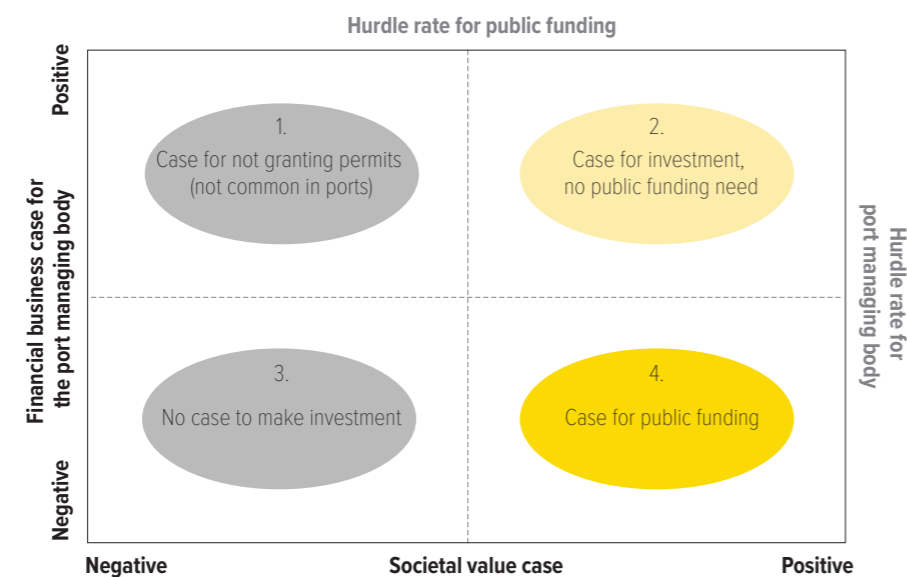 Hurdle rate for public funding
Positive
Financial business case for
the port managing body
Negative
1.
Case for not granting permits
(not common in ports)
2.
Case for investment,
no public funding need
3.
No case to make investment
4.
Case for public funding
Hurdle rate for
port managing body
Negative
Societal value case
Positive